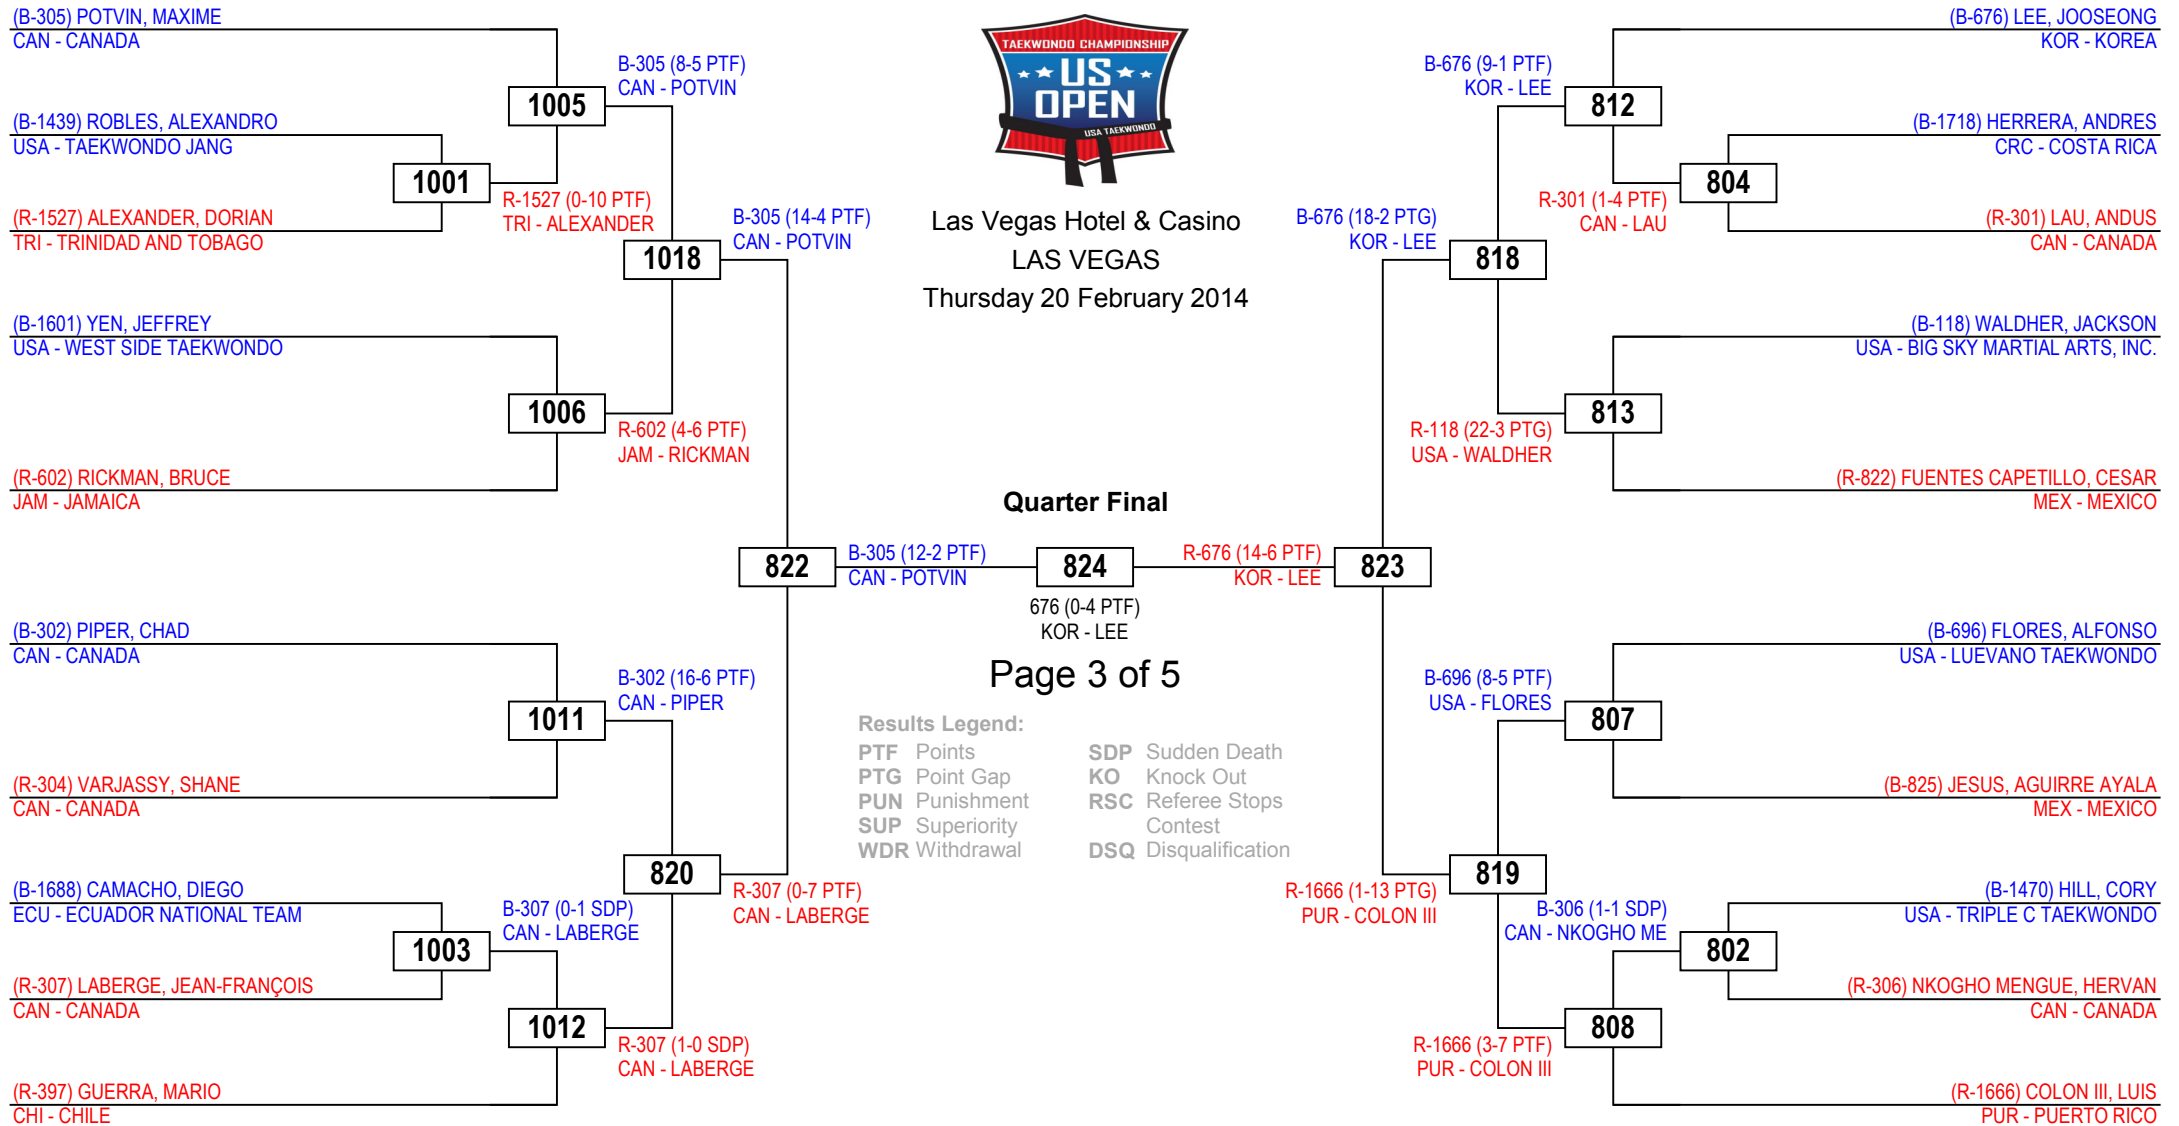 (B-305) POTVIN, MAXIME
CAN - CANADA
(B-1439) ROBLES, ALEXANDRO
USA - TAEKWONDO JANG
(R-1527) ALEXANDER, DORIAN
TRI - TRINIDAD AND TOBAGO
(B-1601) YEN, JEFFREY
USA - WEST SIDE TAEKWONDO
(R-602) RICKMAN, BRUCE
JAM - JAMAICA
(B-302) PIPER, CHAD
CAN - CANADA
(R-304) VARJASSY, SHANE
CAN - CANADA
(B-1688) CAMACHO, DIEGO
ECU - ECUADOR NATIONAL TEAM
(R-307) LABERGE, JEAN-FRANÇOIS
CAN - CANADA
(R-397) GUERRA, MARIO
CHI - CHILE
1001
R-1527 (0-10 PTF)
TRI - ALEXANDER
1003
B-307 (0-1 SDP)
CAN - LABERGE
1005
B-305 (8-5 PTF)
CAN - POTVIN
1006
R-602 (4-6 PTF)
JAM - RICKMAN
1011
B-302 (16-6 PTF)
CAN - PIPER
1012
R-307 (1-0 SDP)
CAN - LABERGE
1018
B-305 (14-4 PTF)
CAN - POTVIN
820
R-307 (0-7 PTF)
CAN - LABERGE
822
B-305 (12-2 PTF)
CAN - POTVIN
TAEKWONDO CHAMPIONSHIP
US
OPEN
USA TAEKWONDO
Las Vegas Hotel & Casino
LAS VEGAS
Thursday 20 February 2014
Quarter Final
824
676 (0-4 PTF)
KOR - LEE
Page 3 of 5
Results Legend:
PTF Points
PTG Point Gap
PUN Punishment
SUP Superiority
WDR Withdrawal
SDP Sudden Death
KO Knock Out
RSC Referee Stops
Contest
DSQ Disqualification
R-676 (14-6 PTF)
KOR - LEE
823
B-676 (18-2 PTG)
KOR - LEE
818
R-1666 (1-13 PTG)
PUR - COLON III
819
B-676 (9-1 PTF)
KOR - LEE
812
R-118 (22-3 PTG)
USA - WALDHER
813
B-696 (8-5 PTF)
USA - FLORES
807
R-1666 (3-7 PTF)
PUR - COLON III
808
R-301 (1-4 PTF)
CAN - LAU
804
B-306 (1-1 SDP)
CAN - NKOGHO ME
802
(B-676) LEE, JOOSEONG
KOR - KOREA
(B-1718) HERRERA, ANDRES
CRC - COSTA RICA
(R-301) LAU, ANDUS
CAN - CANADA
(B-118) WALDHER, JACKSON
USA - BIG SKY MARTIAL ARTS, INC.
(R-822) FUENTES CAPETILLO, CESAR
MEX - MEXICO
(B-696) FLORES, ALFONSO
USA - LUEVANO TAEKWONDO
(B-825) JESUS, AGUIRRE AYALA
MEX - MEXICO
(B-1470) HILL, CORY
USA - TRIPLE C TAEKWONDO
(R-306) NKOGHO MENGUE, HERVAN
CAN - CANADA
(R-1666) COLON III, LUIS
PUR - PUERTO RICO